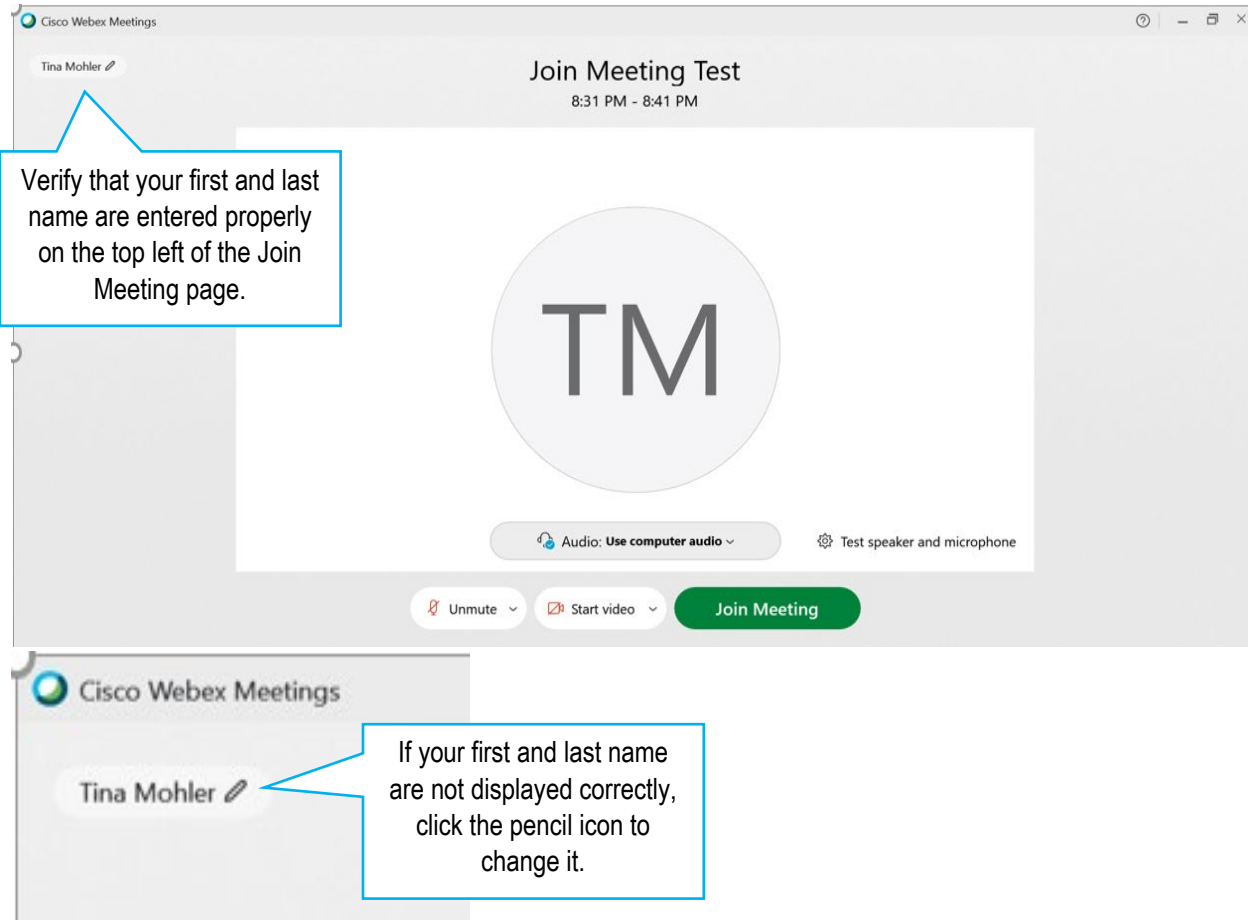 Cisco Webex Meetings
Tina Mohler
Join Meeting Test
8:31 PM - 8:41 PM
Verify that your first and last
name are entered properly
on the top left of the Join
Meeting page.
TM
Audio: Use computer audio
Test speaker and microphone
Unmute
Start video
Join Meeting
Cisco Webex Meetings
Tina Mohler
If your first and last name
are not displayed correctly,
click the pencil icon to
change it.